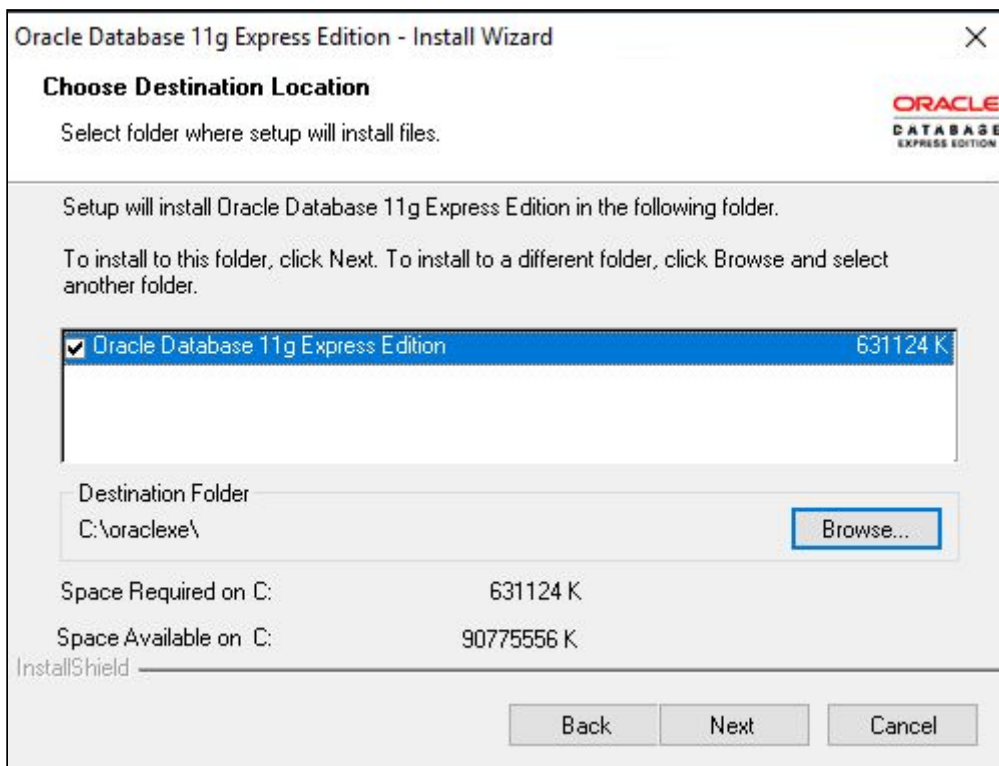 Oracle Database 11g Express Edition - Install Wizard
Choose Destination Location
Select folder where setup will install files.
ORACLE
DATABASE
EXPRESS EDITION
Setup will install Oracle Database 11g Express Edition in the following folder.
To install to this folder, click Next. To install to a different folder, click Browse and select
another folder.
Oracle Database 11g Express Edition 631124 K
Destination Folder
C:\oraclexe\
Browse...
Space Required on C: 631124 K
Space Available on C: 90775556 K
InstallShield
Back Next Cancel